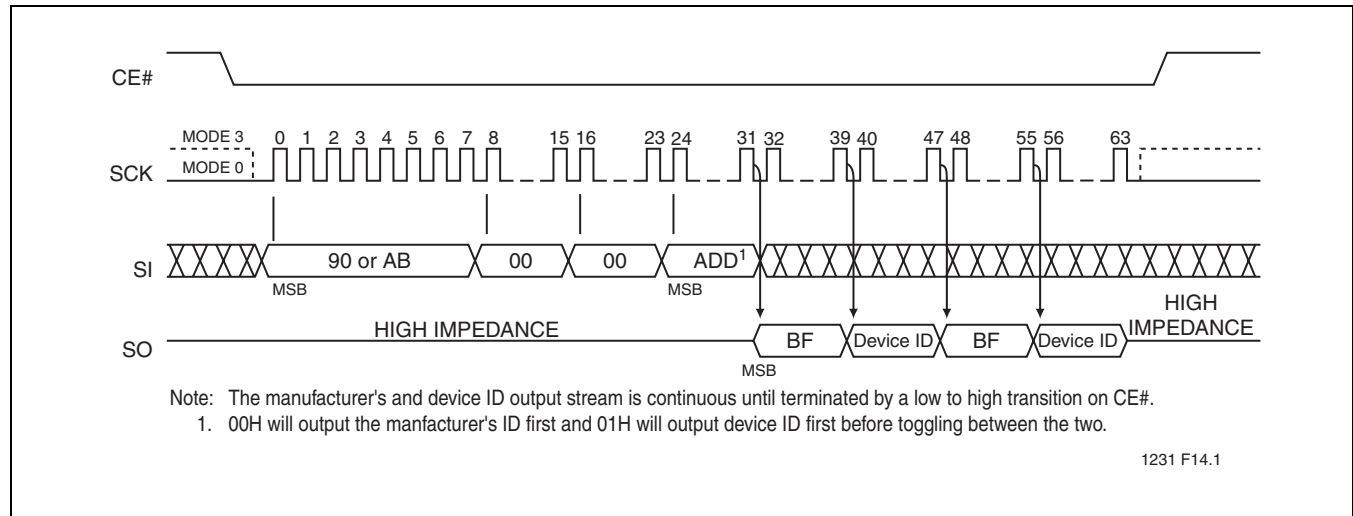 CE#
MODE 3 0 1 2 3 4 5 6 7 8 15 16 23 24 31 32 39 40 47 48 55 56 63
SCK MODE 0
SI 90 or AB 00 00 ADD1
MSB MSB
HIGH
SO HIGH IMPEDANCE BF Device ID BF Device ID IMPEDANCE
MSB
Note: The manufacturer's and device ID output stream is continuous until terminated by a low to high transition on CE#.
1. 00H will output the manfacturer's ID first and 01H will output device ID first before toggling between the two.
1231 F14.1